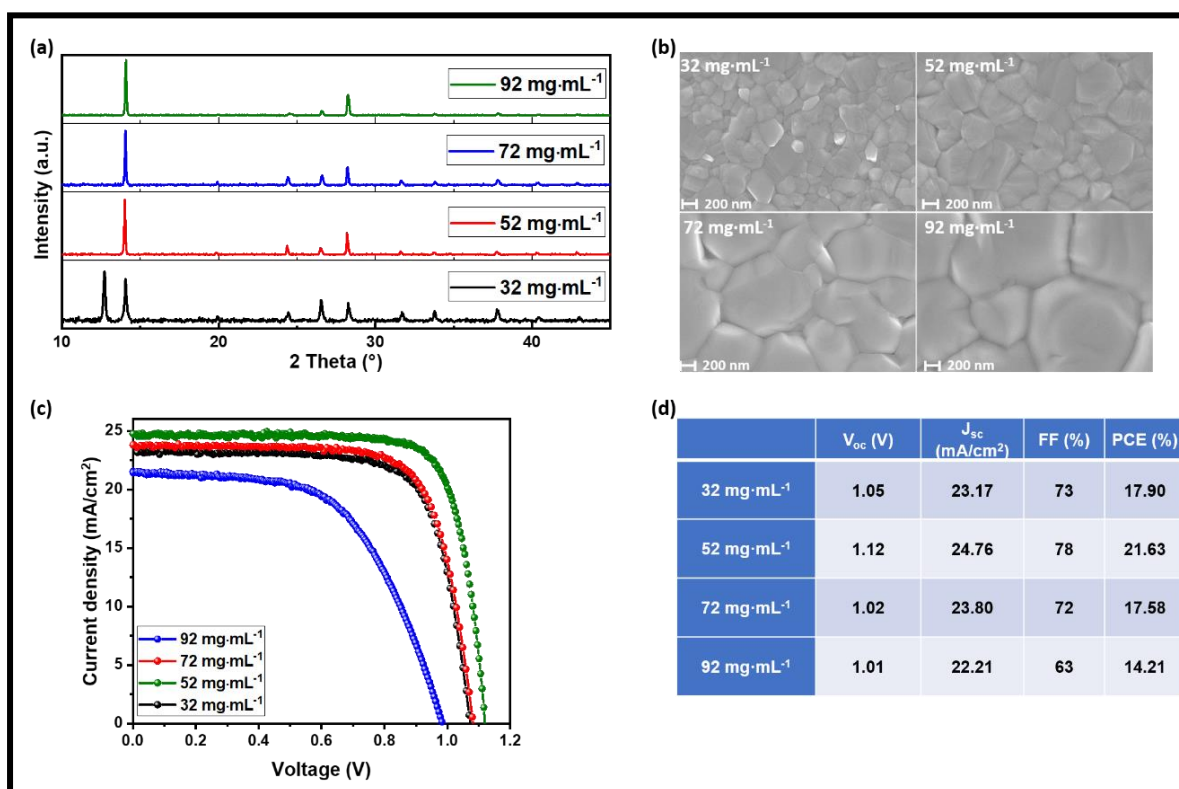 (a)
92 mg·mL⁻¹
72 mg·mL⁻¹
52 mg·mL⁻¹
32 mg·mL⁻¹
Intensity (a.u.)
10 20 30 40
2 Theta (°)
(b)
32 mg·mL⁻¹
200 nm
52 mg·mL⁻¹
200 nm
72 mg·mL⁻¹
200 nm
92 mg·mL⁻¹
200 nm
(c)
Current density (mA/cm²)
25
20
15
10
5
0
92 mg·mL⁻¹
72 mg·mL⁻¹
52 mg·mL⁻¹
32 mg·mL⁻¹
0.0 0.2 0.4 0.6 0.8 1.0 1.2
Voltage (V)
(d)
Voc (V) Jsc (mA/cm²) FF (%) PCE (%)
32 mg·mL⁻¹ 1.05 23.17 73 17.90
52 mg·mL⁻¹ 1.12 24.76 78 21.63
72 mg·mL⁻¹ 1.02 23.80 72 17.58
92 mg·mL⁻¹ 1.01 22.21 63 14.21